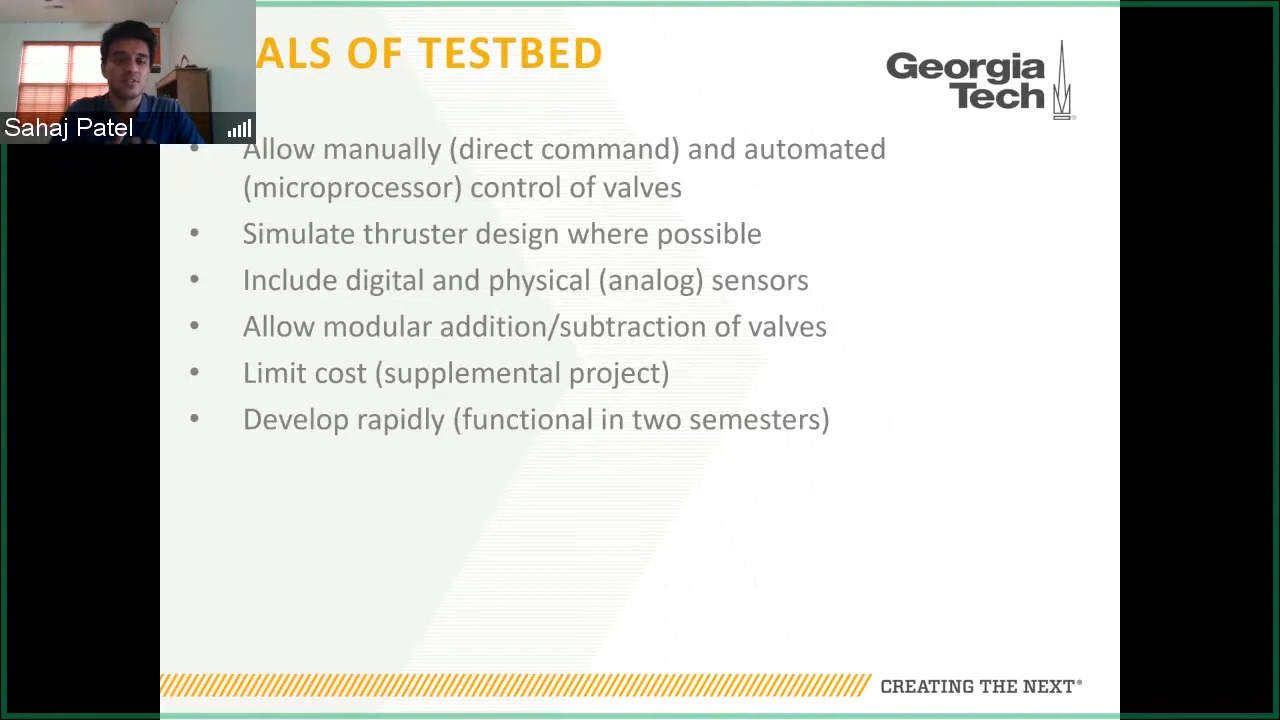 ALS OF TESTBED
Georgia
Tech
Sahaj Patel
• Allow manually (direct command) and automated
(microprocessor) control of valves
• Simulate thruster design where possible
• Include digital and physical (analog) sensors
• Allow modular addition/subtraction of valves
• Limit cost (supplemental project)
• Develop rapidly (functional in two semesters)
CREATING THE NEXT®